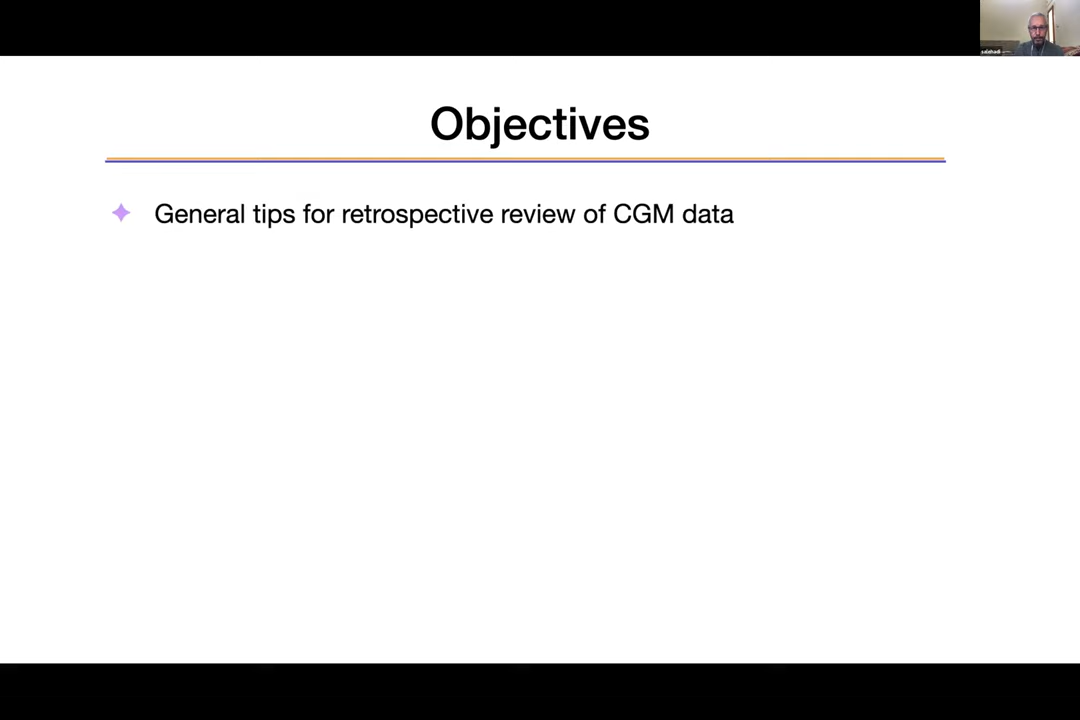 Objectives
General tips for retrospective review of CGM data